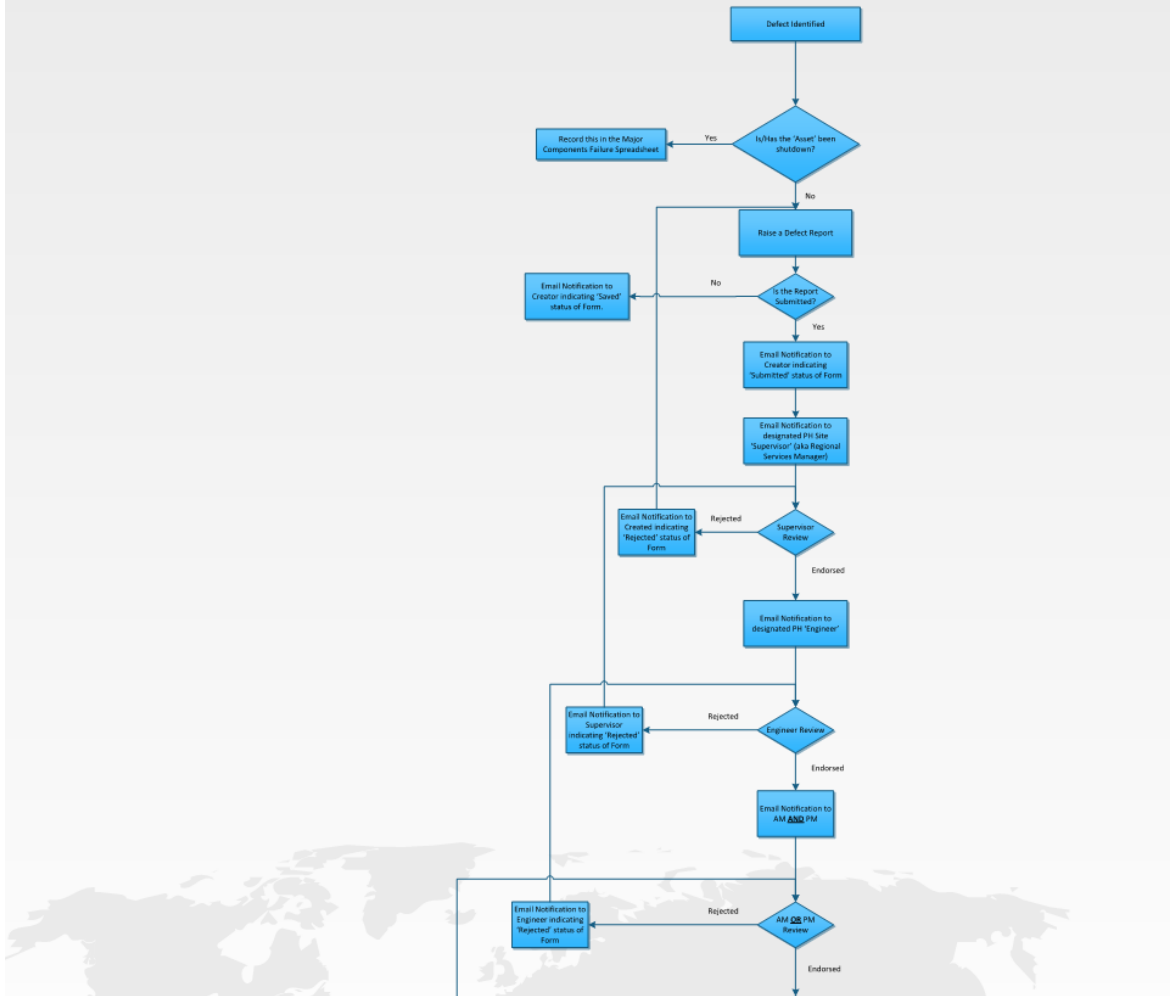 Defect Identified
Is/Has the 'Asset' been
shutdown?
Yes
Record this in the Major
Components Failure Spreadsheet
No
Raise a Defect Report
Is the Report
Submitted?
No
Email Notification to
Creator indicating 'Saved'
status of Form.
Yes
Email Notification to
Creator indicating
'Submitted' status of Form
Email Notification to
designated PH Site
'Supervisor' (aka Regional
Services Manager)
Supervisor
Review
Rejected
Email Notification to
Created indicating
'Rejected' status of
Form
Endorsed
Email Notification to
designated PH 'Engineer'
Engineer Review
Rejected
Email Notification to
Supervisor
indicating 'Rejected'
status of Form
Endorsed
Email Notification to
AM AND PM
AM OR PM
Review
Rejected
Email Notification to
Engineer indicating
'Rejected' status of
Form
Endorsed